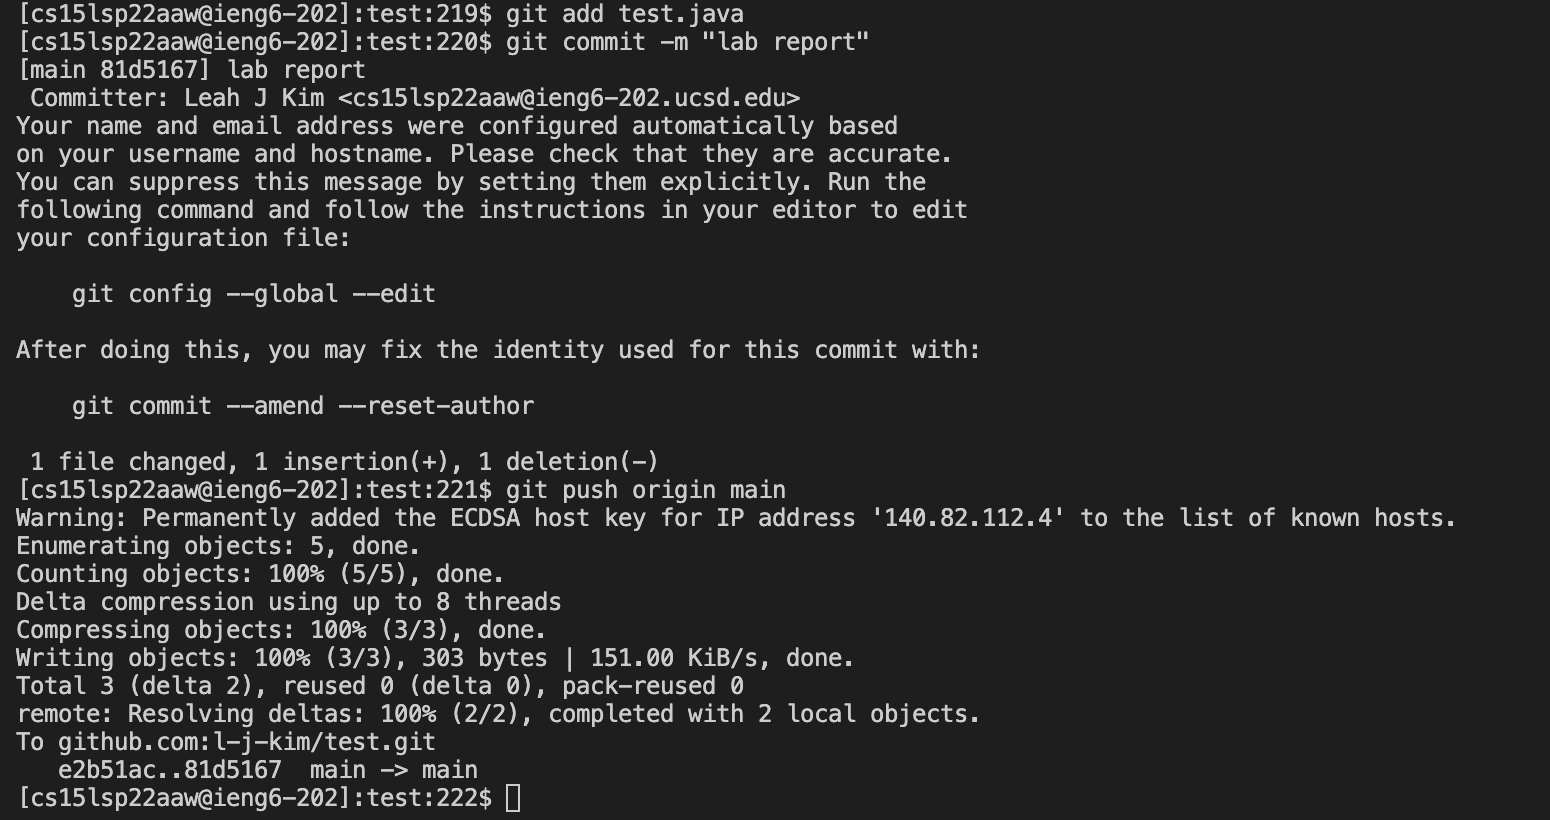 [cs15lsp22aaw@ieng6-202]:test:219$ git add test.java
[cs15lsp22aaw@ieng6-202]:test:220$ git commit -m "lab report"
[main 81d5167] lab report
 Committer: Leah J Kim <cs15lsp22aaw@ieng6-202.ucsd.edu>
Your name and email address were configured automatically based
on your username and hostname. Please check that they are accurate.
You can suppress this message by setting them explicitly. Run the
following command and follow the instructions in your editor to edit
your configuration file:

    git config --global --edit

After doing this, you may fix the identity used for this commit with:

    git commit --amend --reset-author

 1 file changed, 1 insertion(+), 1 deletion(-)
[cs15lsp22aaw@ieng6-202]:test:221$ git push origin main
Warning: Permanently added the ECDSA host key for IP address '140.82.112.4' to the list of known hosts.
Enumerating objects: 5, done.
Counting objects: 100% (5/5), done.
Delta compression using up to 8 threads
Compressing objects: 100% (3/3), done.
Writing objects: 100% (3/3), 303 bytes | 151.00 KiB/s, done.
Total 3 (delta 2), reused 0 (delta 0), pack-reused 0
remote: Resolving deltas: 100% (2/2), completed with 2 local objects.
To github.com:l-j-kim/test.git
   e2b51ac..81d5167  main -> main
[cs15lsp22aaw@ieng6-202]:test:222$